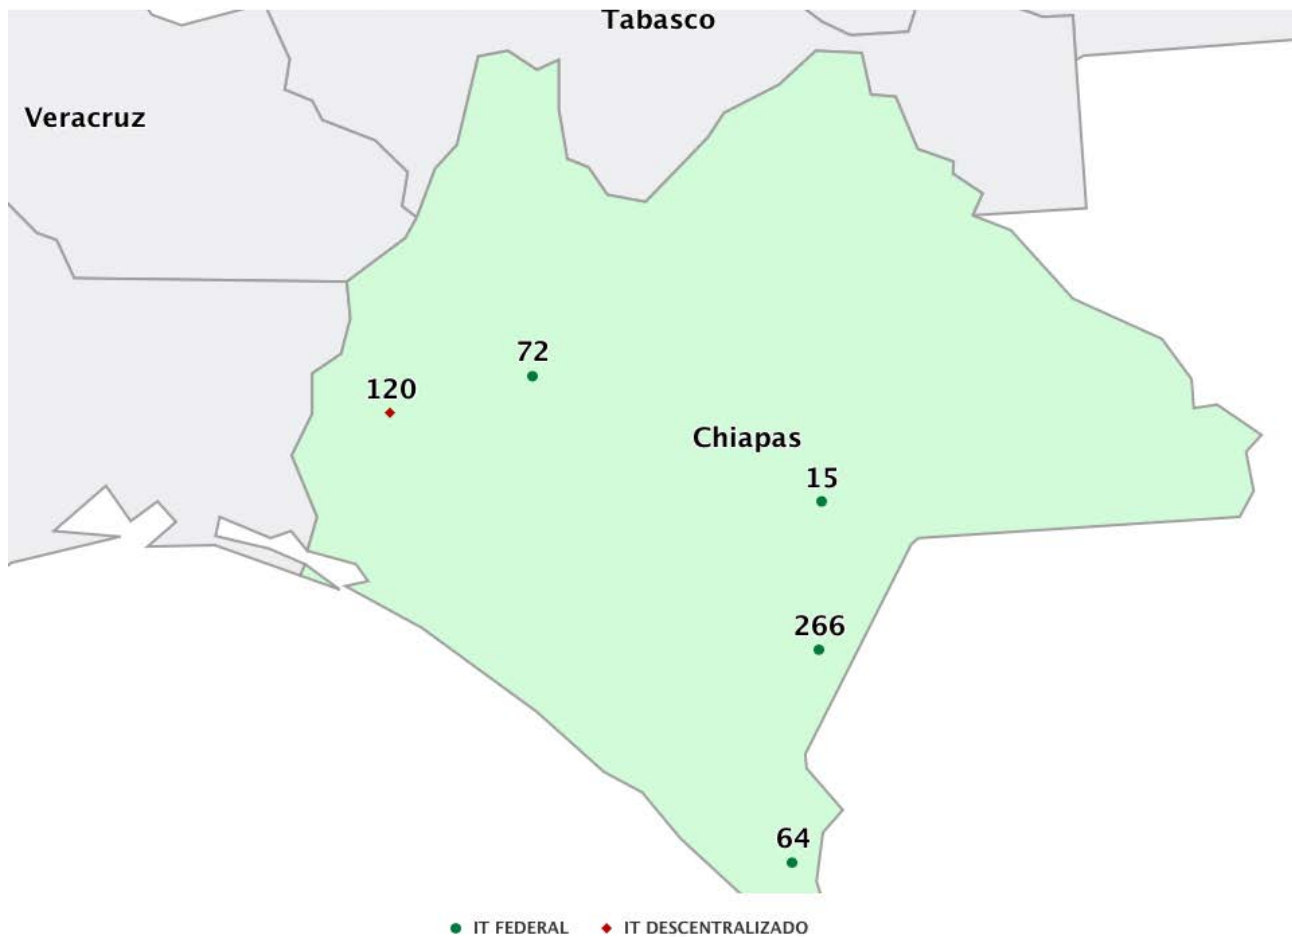 Tabasco
Veracruz
72
120
Chiapas
15
266
64
IT FEDERAL
IT DESCENTRALIZADO